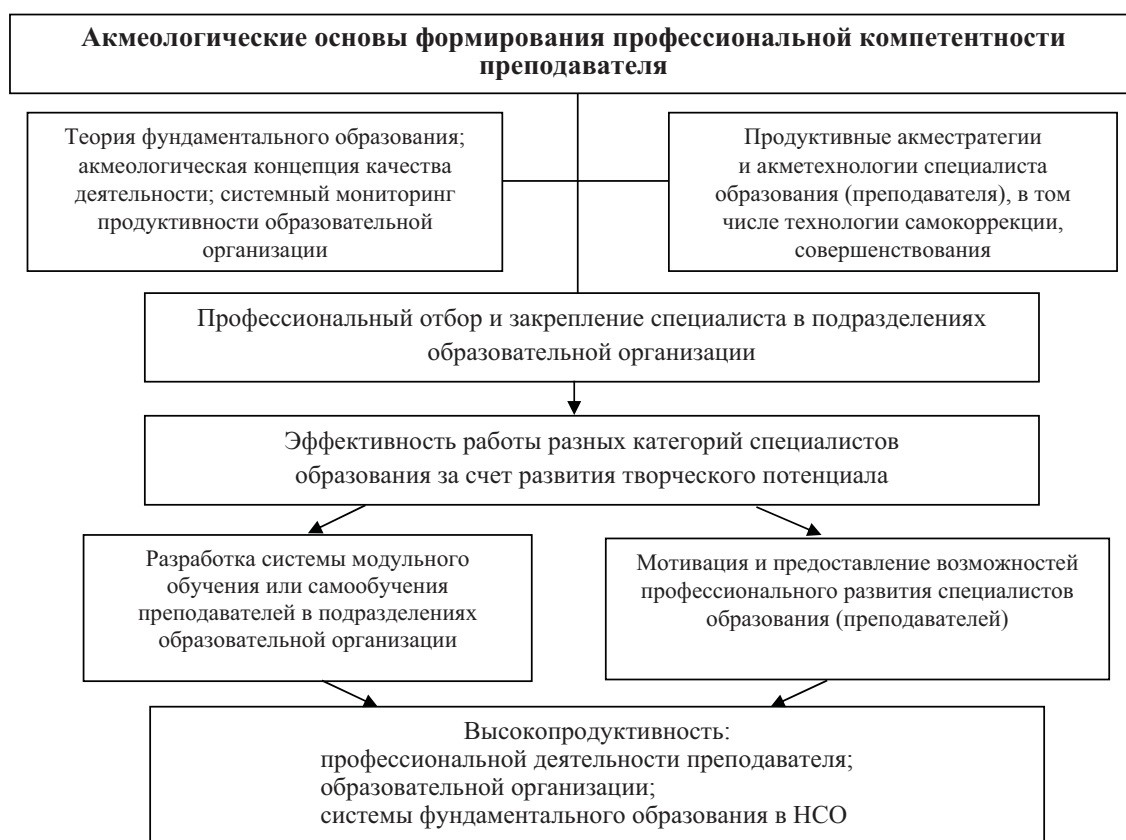 Акмеологические основы формирования профессиональной компетентности
преподавателя
Теория фундаментального образования;
акмеологическая концепция качества
деятельности; системный мониторинг
продуктивности образовательной
организации
Продуктивные акместратегии
и акметехнологии специалиста
образования (преподавателя), в том
числе технологии самокоррекции,
совершенствования
Профессиональный отбор и закрепление специалиста в подразделениях
образовательной организации
Эффективность работы разных категорий специалистов
образования за счет развития творческого потенциала
Разработка системы модульного
обучения или самообучения
преподавателей в подразделениях
образовательной организации
Мотивация и предоставление возможностей
профессионального развития специалистов
образования (преподавателей)
Высокопродуктивность:
профессиональной деятельности преподавателя;
образовательной организации;
системы фундаментального образования в НСО